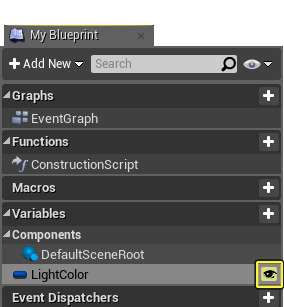 My Blueprint
Add New
Search
Graphs
EventGraph
Functions
ConstructionScript
Macros
Variables
Components
DefaultSceneRoot
LightColor
Event Dispatchers